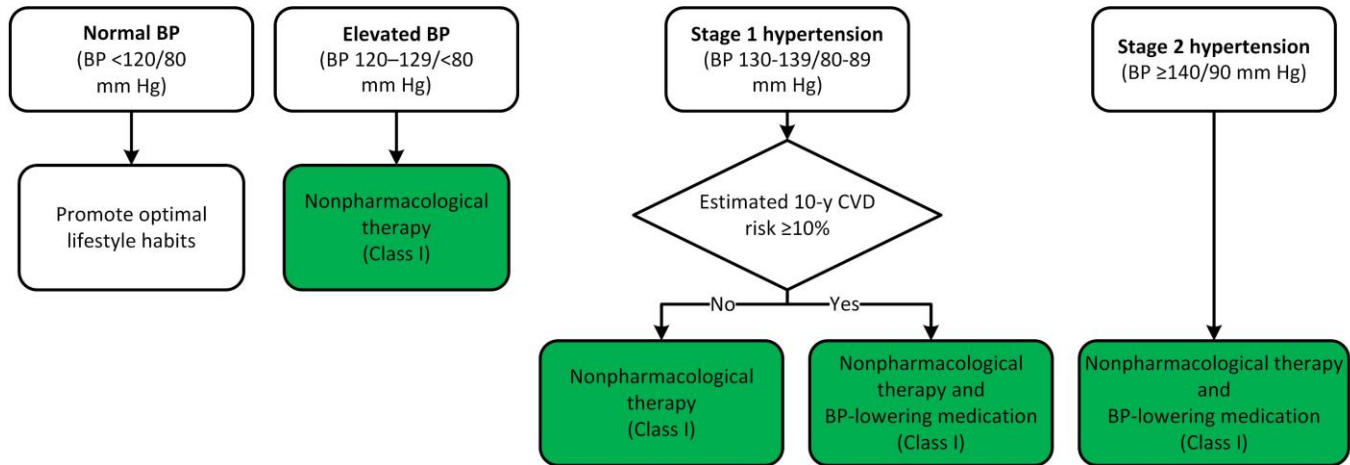 Normal BP
(BP <120/80
mm Hg)
Elevated BP
(BP 120–129/<80
mm Hg)
Stage 1 hypertension
(BP 130-139/80-89
mm Hg)
Stage 2 hypertension
(BP ≥140/90 mm Hg)
Promote optimal
lifestyle habits
Nonpharmacological
therapy
(Class I)
Estimated 10-y CVD
risk ≥10%
No
Yes
Nonpharmacological
therapy
(Class I)
Nonpharmacological
therapy and
BP-lowering medication
(Class I)
Nonpharmacological therapy
and
BP-lowering medication
(Class I)